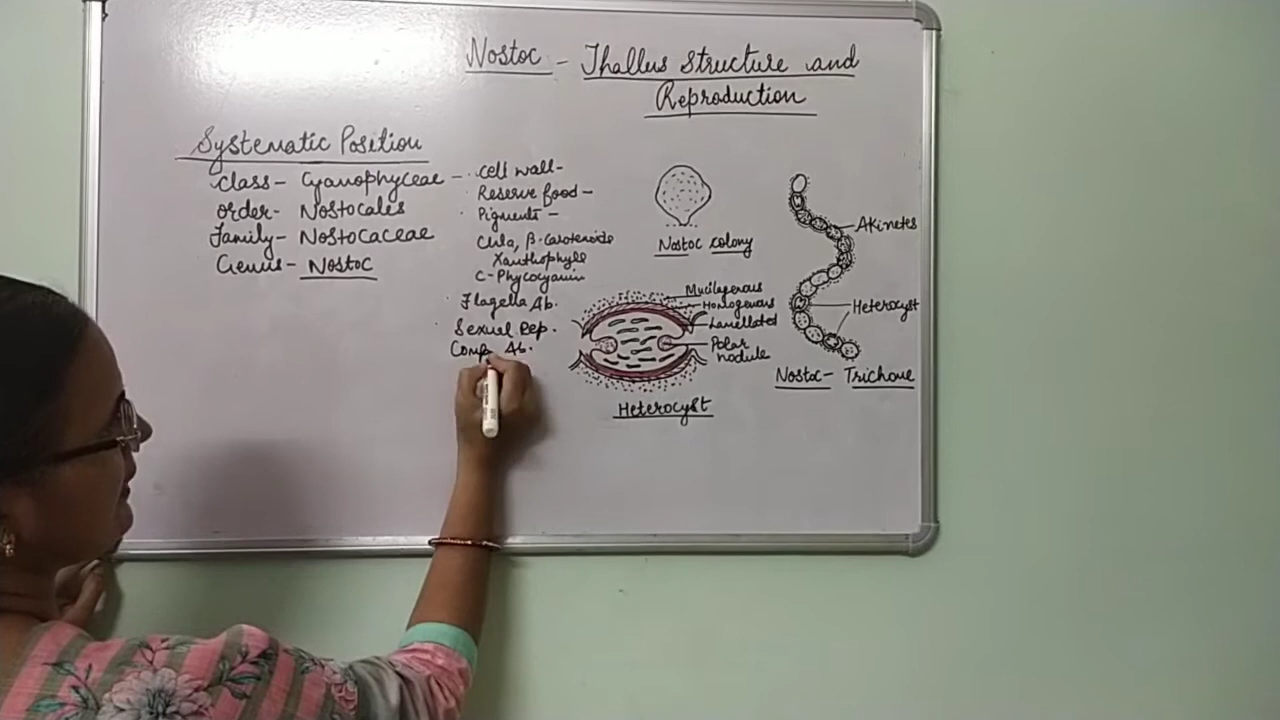 Nostoc - Thallus Structure and
Reproduction
Systematic Position
Class- Cyanophyceae -
Order- Nostocales
Family- Nostocaceae
Genus- Nostoc
· Cell wall-
· Reserve food -
· Pigments -
Chla, β-Carotenoide
Xanthophyll
C-Phycocyanin
· Flagella Ab.
· Sexual Rep.
Comp. Ab.
Nostoc colony
Mucilagenous
Homogenous
Lamellated
Polar
nodule
Heterocyst
Akinetes
Heterocyst
Nostoc- Trichome